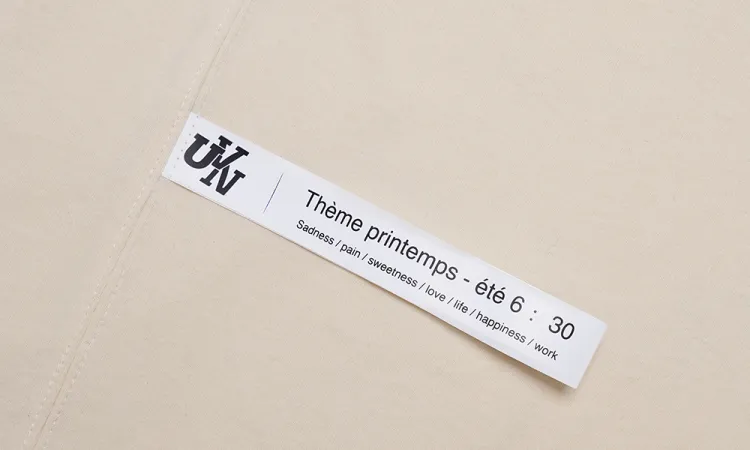 UVN
Thème printemps - été 6 : 30
Sadness / pain / sweetness / love / life / happiness / work